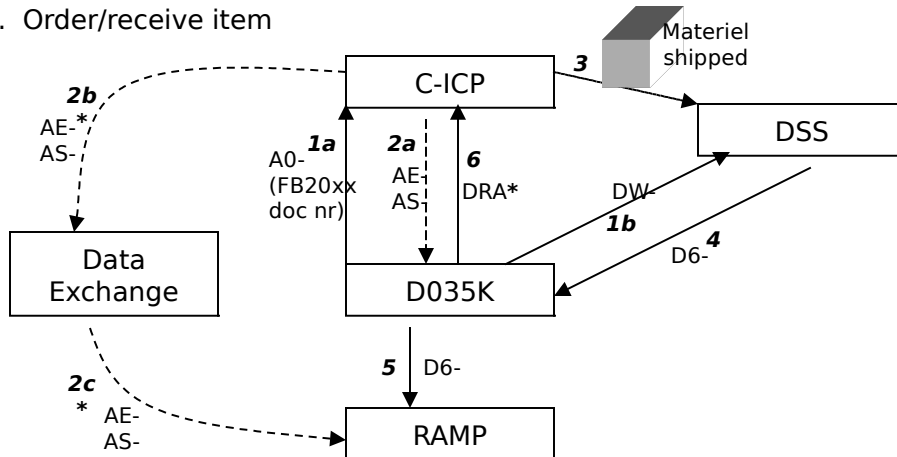 . Order/receive item
Materiel
shipped
3
C-ICP
2b
AE-*
AS-
1a
A0-
(FB20xx
doc nr)
2a
AE-
AS-
6
DRA*
DSS
DW-
1b
4
D6-
Data
Exchange
D035K
5
D6-
2c
*
AE-
AS-
RAMP